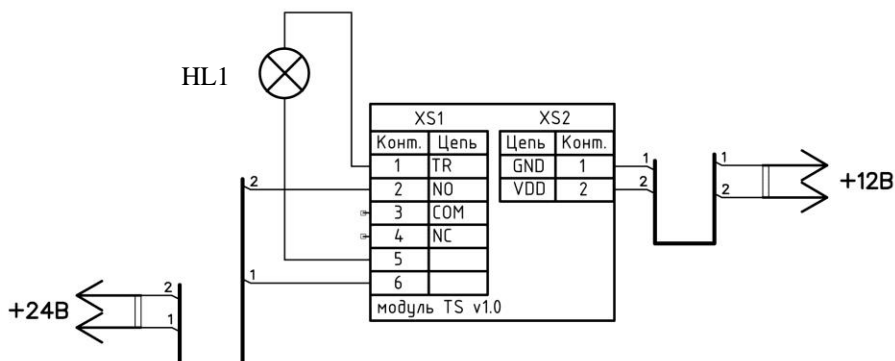 HL1
XS1 XS2
Конт. Цепь Цепь Конт.
1 TR GND 1
2 NO VDD 2
3 COM
4 NC
5
6
модуль TS v1.0
1
2
1
2
+12В
2
1
2
1
+24В